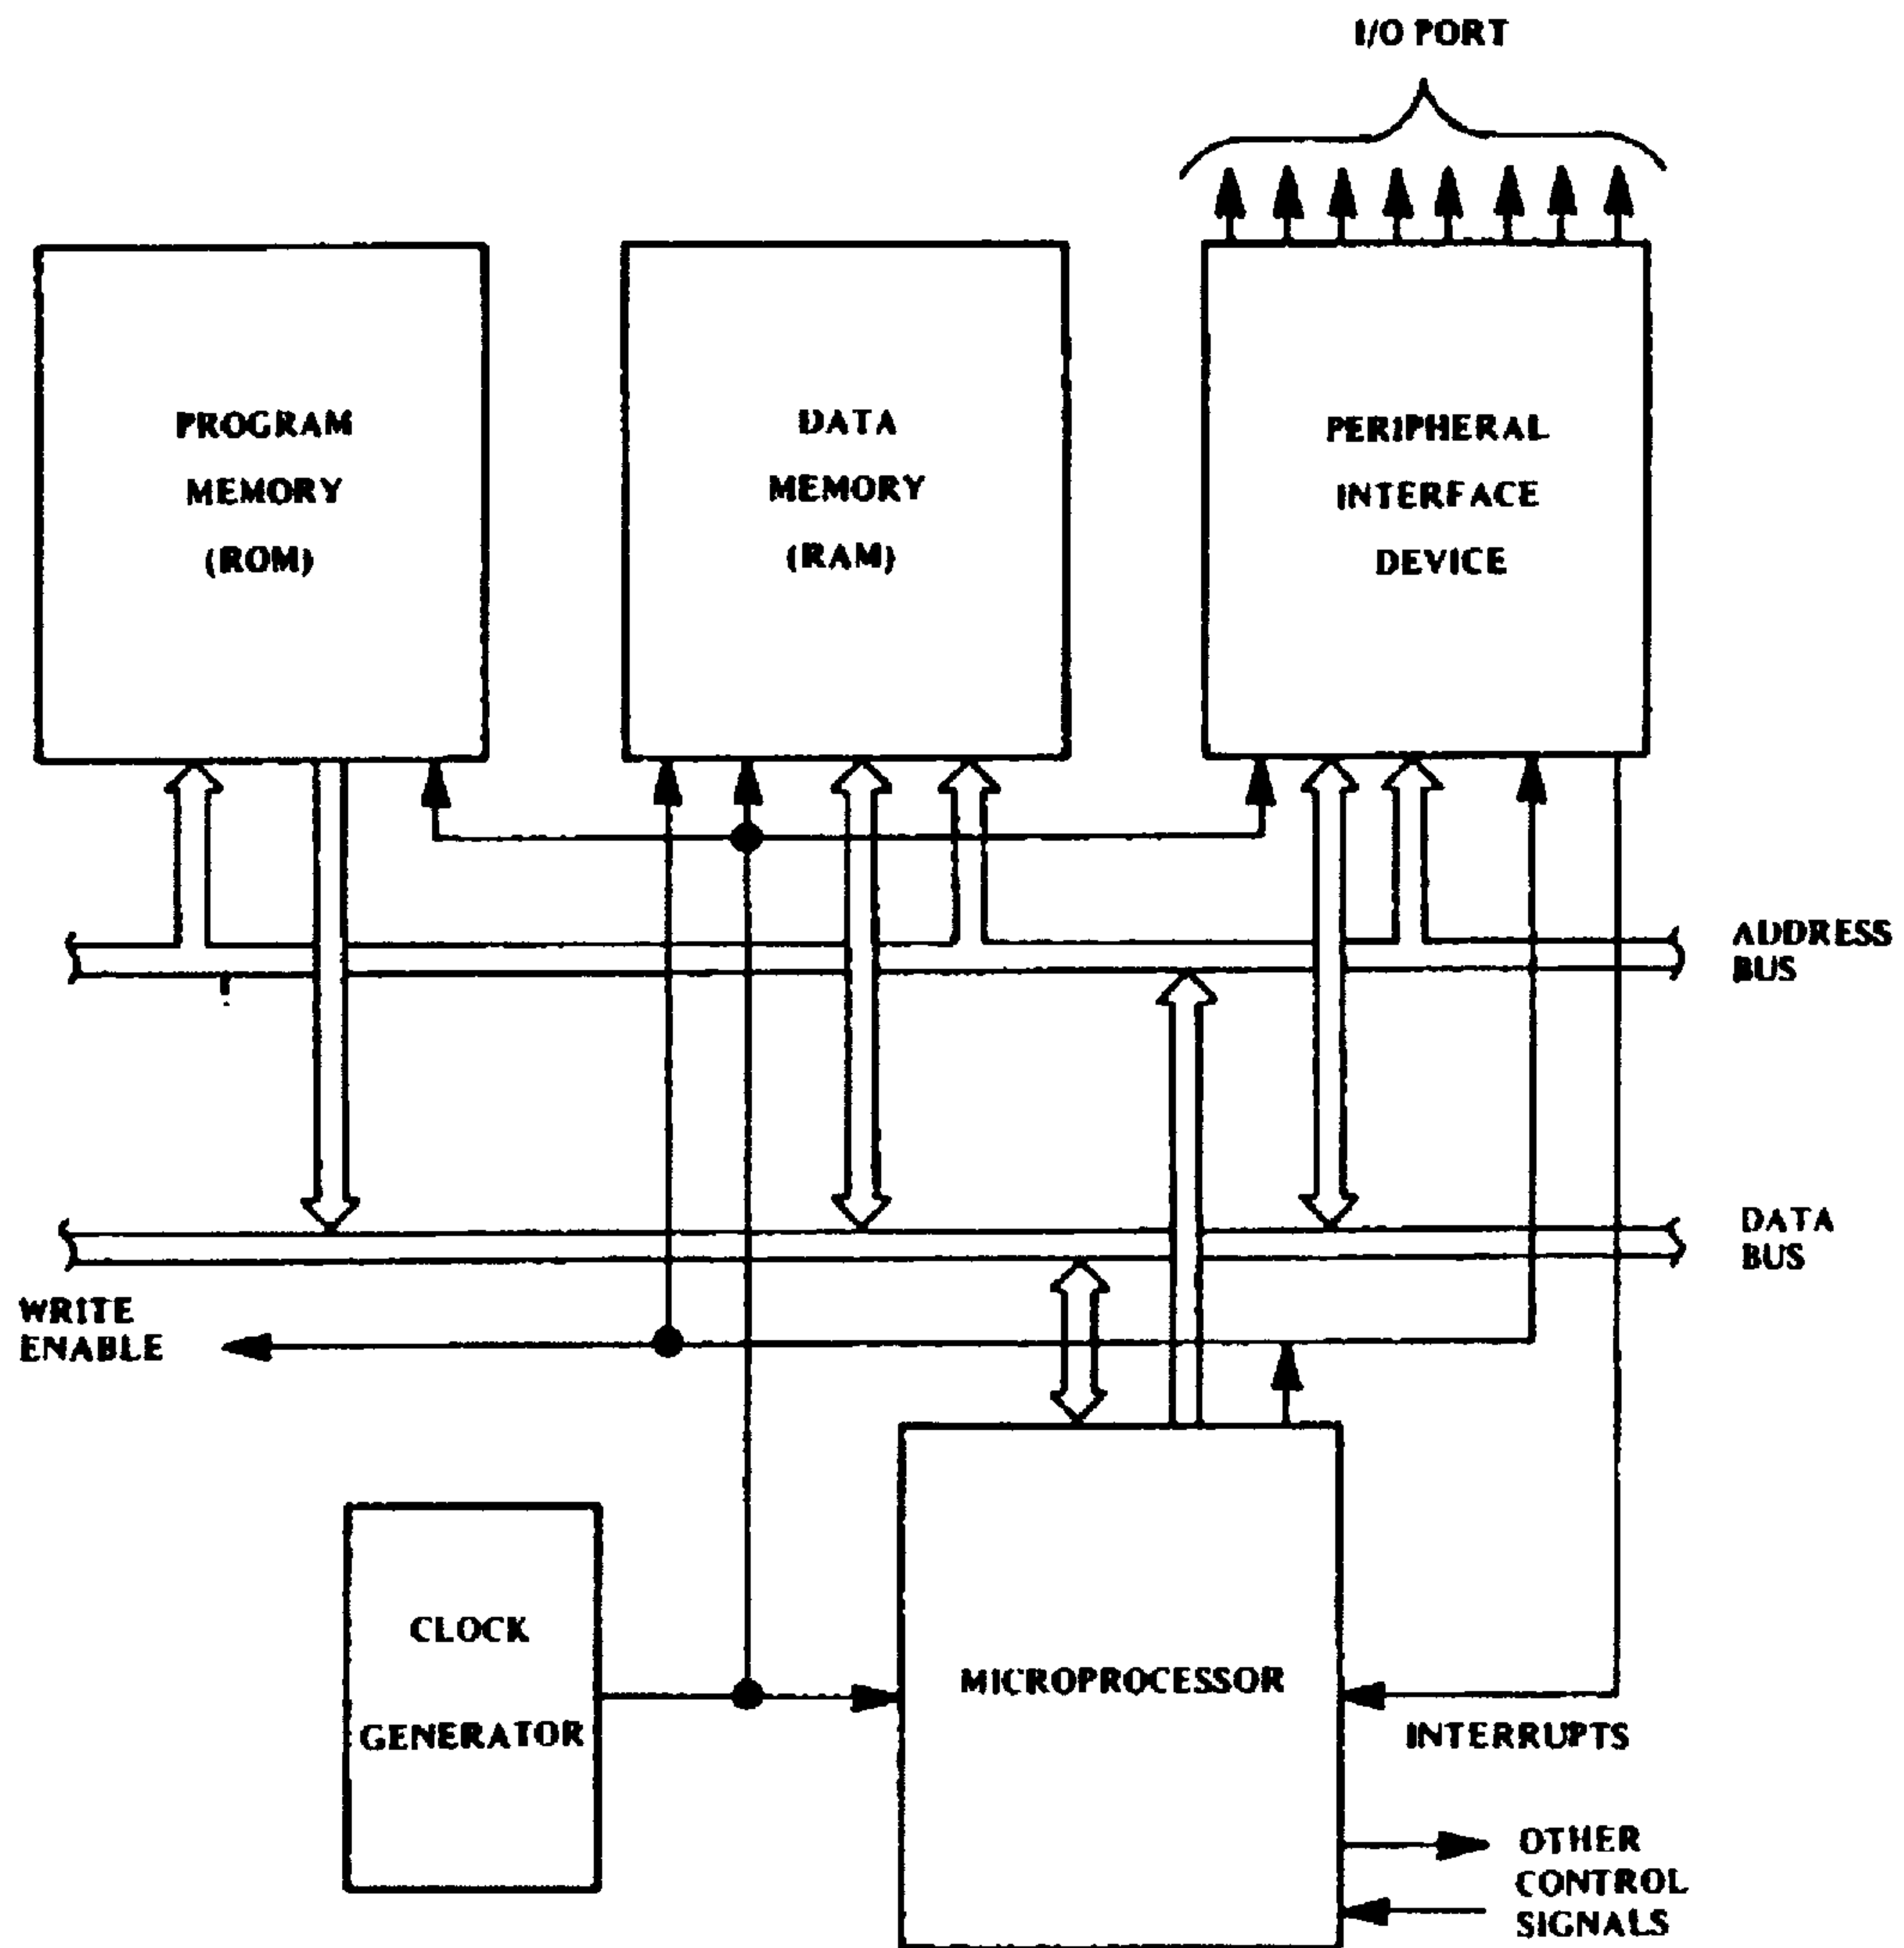 I/O PORT
PROGRAM
MEMORY
(ROM)
DATA
MEMORY
(RAM)
PERIPHERAL
INTERFACE
DEVICE
ADDRESS
BUS
DATA
BUS
WRITE
ENABLE
CLOCK
GENERATOR
MICROPROCESSOR
INTERRUPTS
OTHER
CONTROL
SIGNALS